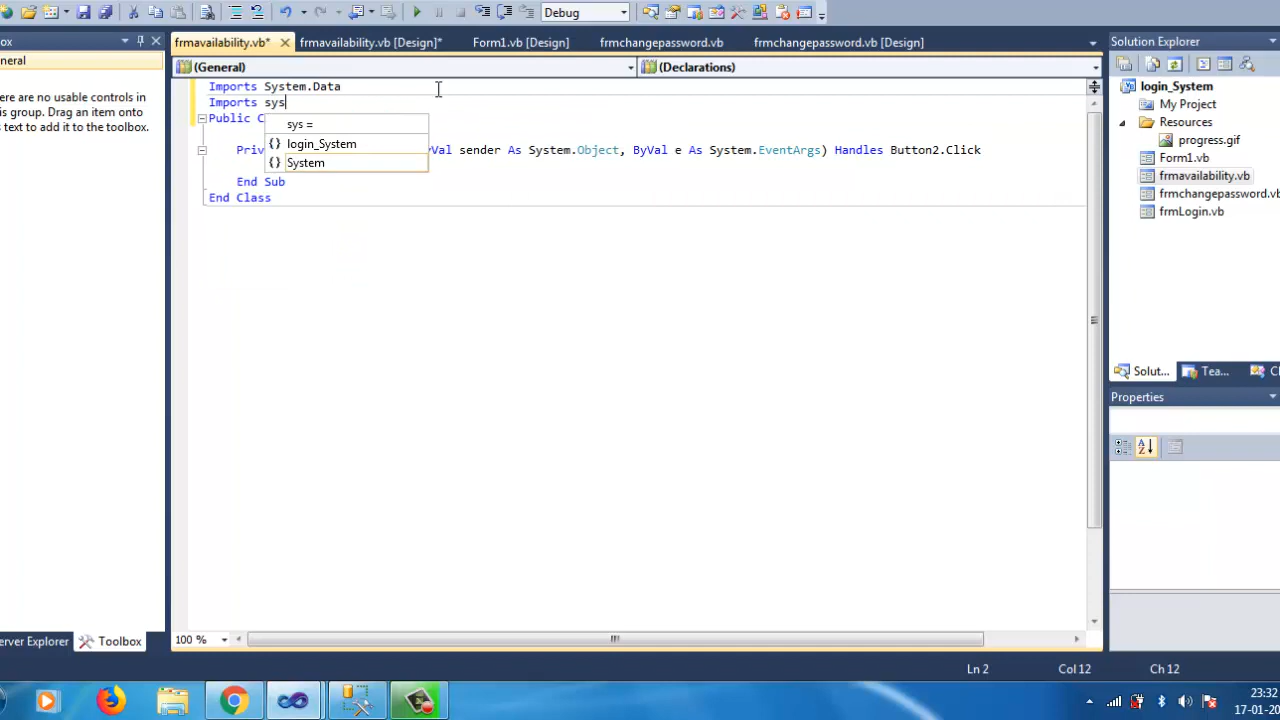 Debug
ox
frmavailability.vb*
frmavailability.vb [Design]*
Form1.vb [Design]
frmchangepassword.vb
frmchangepassword.vb [Design]
Solution Explorer
neral
(General)
(Declarations)
Imports System.Data
Imports sys
Public C
sys =
login_System
System
Priv
yVal sender As System.Object, ByVal e As System.EventArgs) Handles Button2.Click
End Sub
End Class
ere are no usable controls in
is group. Drag an item onto
s text to add it to the toolbox.
login_System
My Project
Resources
progress.gif
Form1.vb
frmavailability.vb
frmchangepassword.vb
frmLogin.vb
Solut...
Tea...
Cl
Properties
erver Explorer
Toolbox
100 %
Ln 2
Col 12
Ch 12
23:32
17-01-20